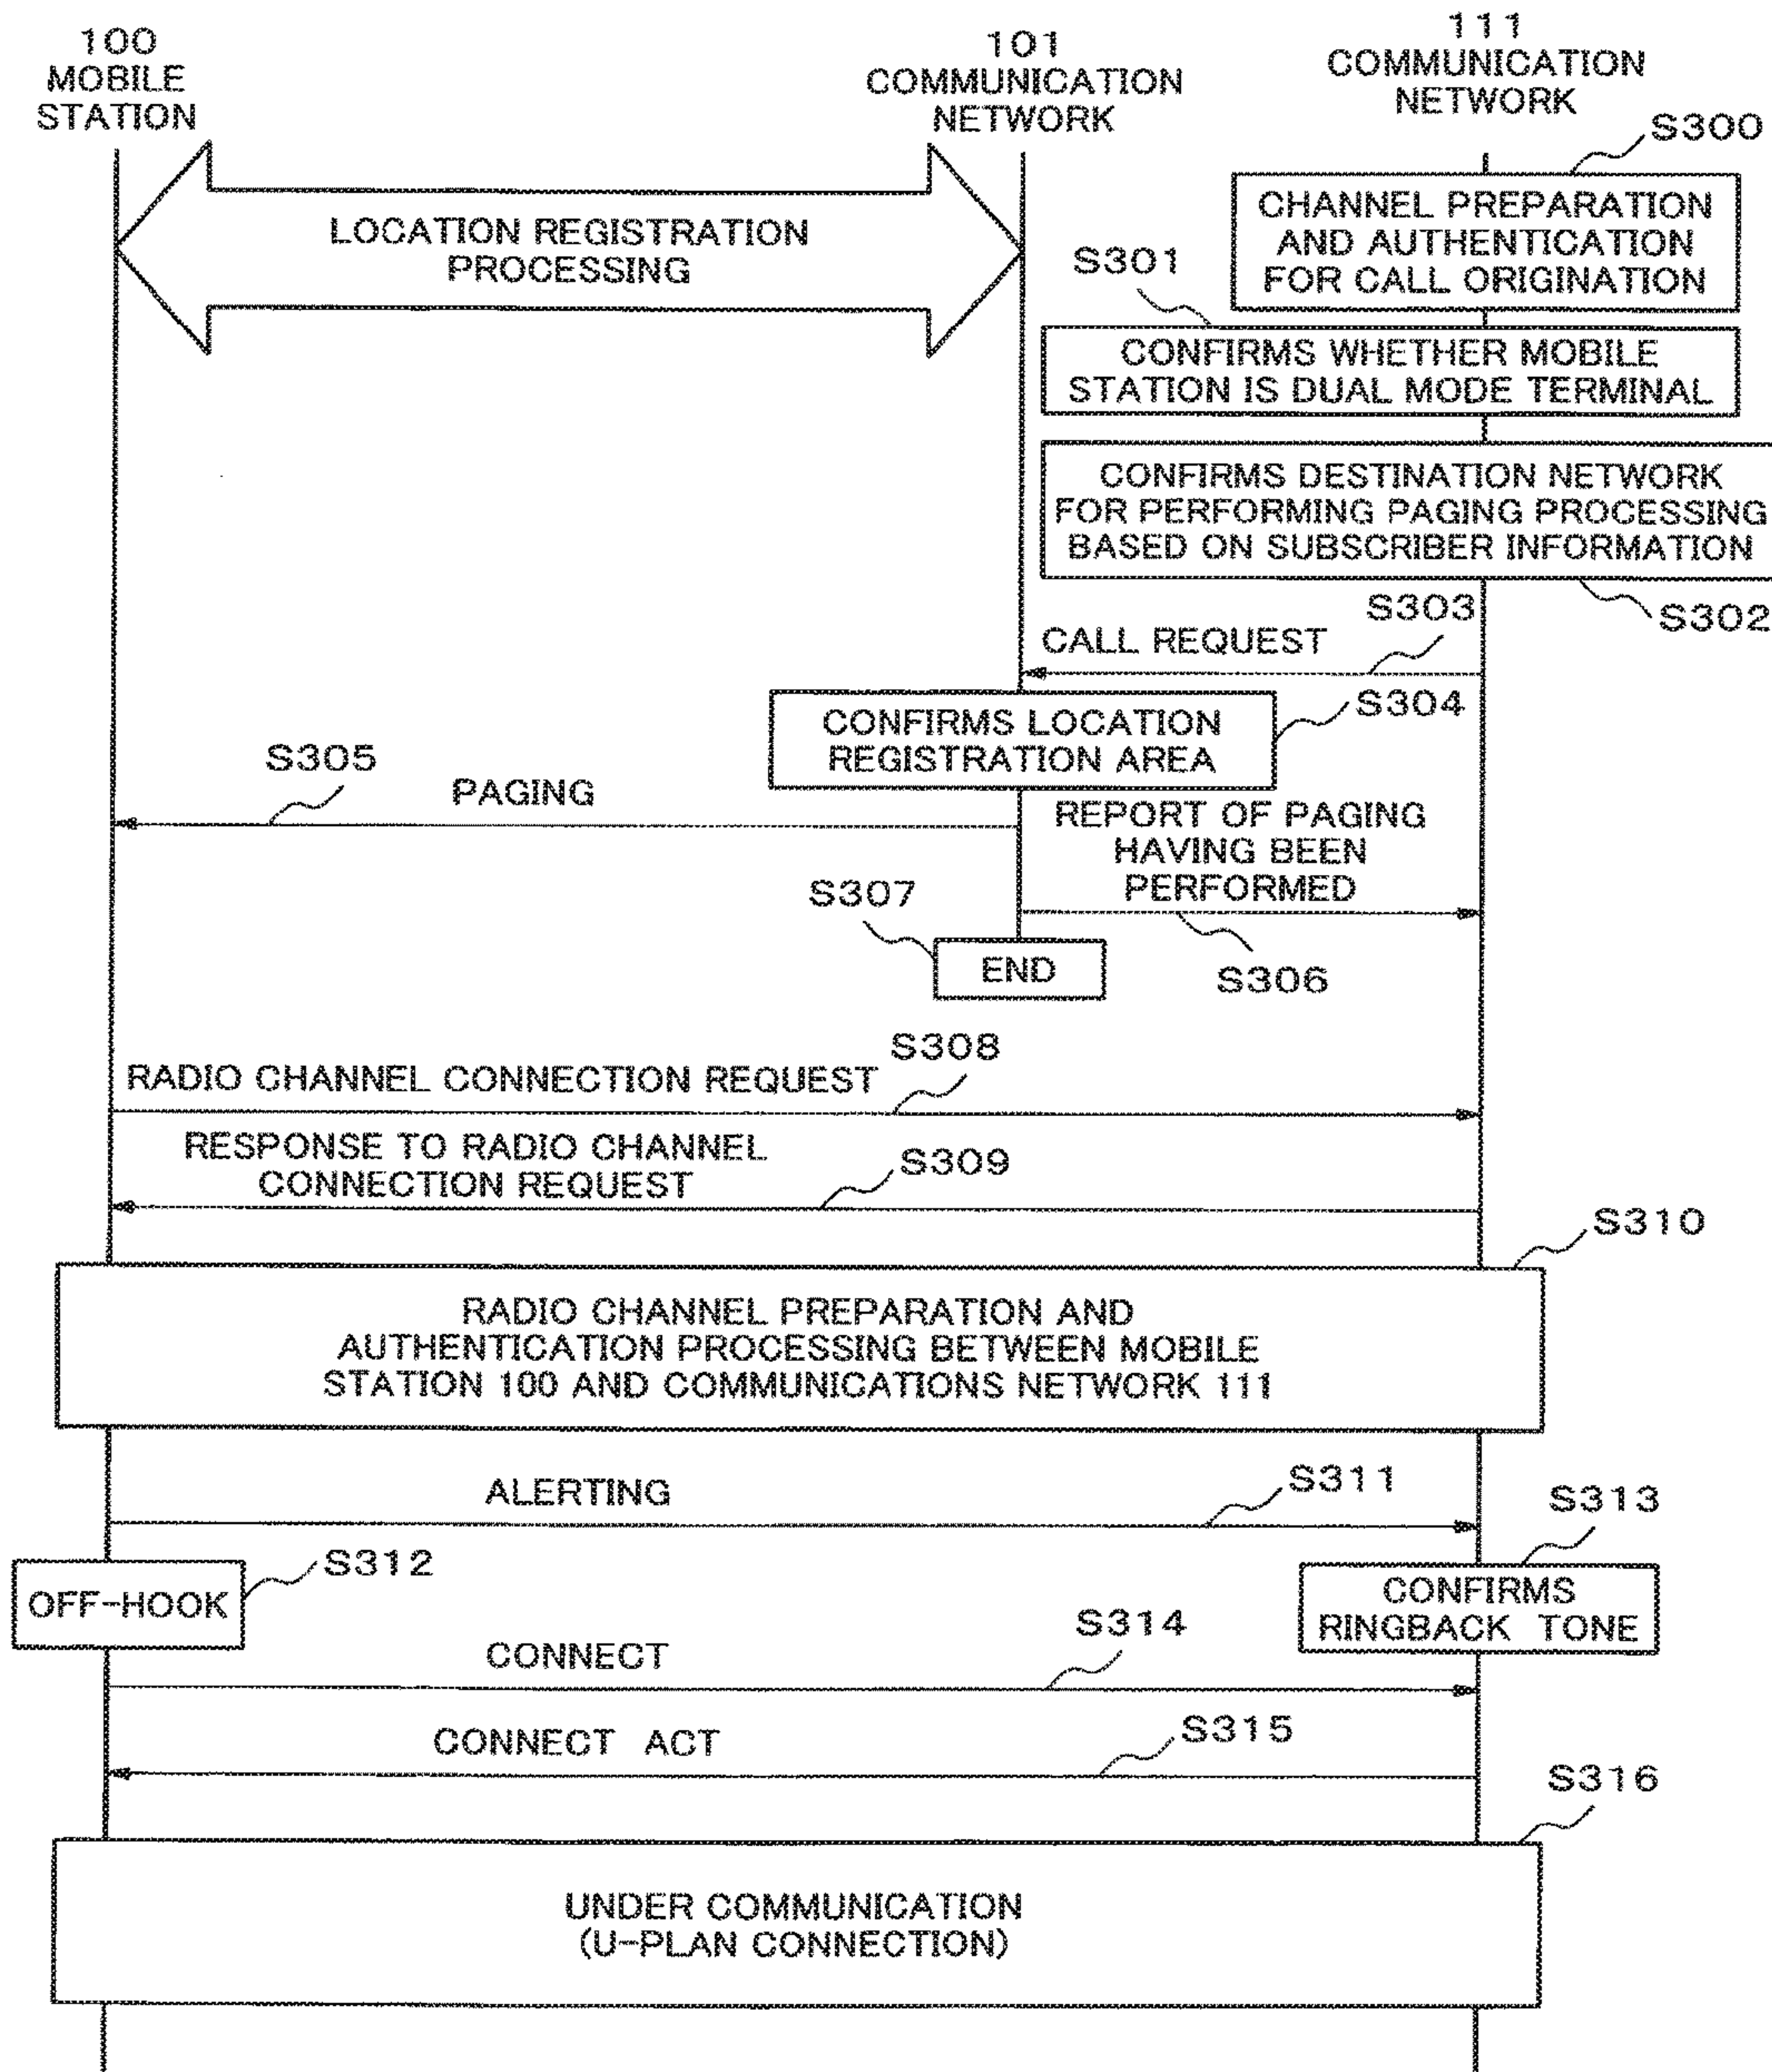 100
MOBILE
STATION
101
COMMUNICATION
NETWORK
111
COMMUNICATION
NETWORK
S300
LOCATION REGISTRATION
PROCESSING
CHANNEL PREPARATION
AND AUTHENTICATION
FOR CALL ORIGINATION
S301
CONFIRMS WHETHER MOBILE
STATION IS DUAL MODE TERMINAL
CONFIRMS DESTINATION NETWORK
FOR PERFORMING PAGING PROCESSING
BASED ON SUBSCRIBER INFORMATION
S302
S303
CALL REQUEST
S304
CONFIRMS LOCATION
REGISTRATION AREA
S305
PAGING
REPORT OF PAGING
HAVING BEEN
PERFORMED
S307
END
S306
S308
RADIO CHANNEL CONNECTION REQUEST
RESPONSE TO RADIO CHANNEL
CONNECTION REQUEST
S309
S310
RADIO CHANNEL PREPARATION AND
AUTHENTICATION PROCESSING BETWEEN MOBILE
STATION 100 AND COMMUNICATIONS NETWORK 111
ALERTING
S311
S313
S312
OFF-HOOK
CONFIRMS
RINGBACK TONE
CONNECT
S314
CONNECT ACT
S315
S316
UNDER COMMUNICATION
(U-PLAN CONNECTION)